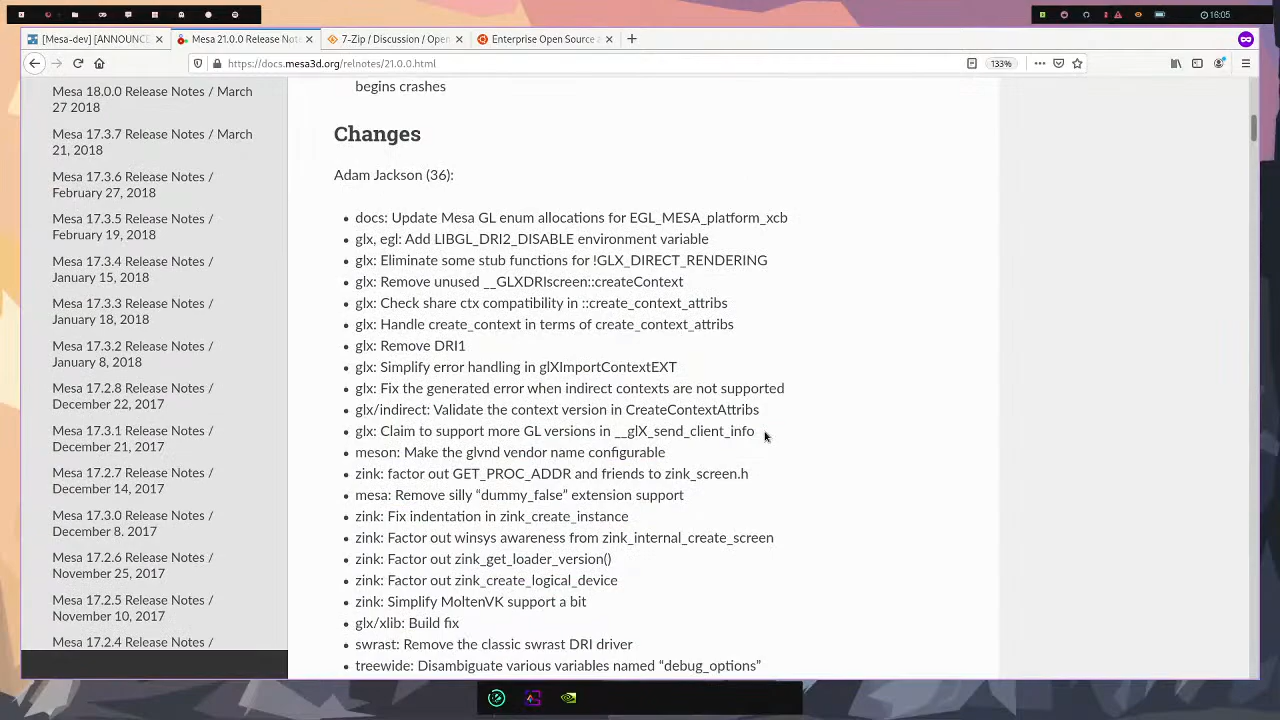 16:05
[Mesa-dev] [ANNOUNC
Mesa 21.0.0 Release Not
7-Zip / Discussion / Open
Enterprise Open Source a
https://docs.mesa3d.org/relnotes/21.0.0.html
133%
Mesa 18.0.0 Release Notes / March
27 2018
Mesa 17.3.7 Release Notes / March
21, 2018
Mesa 17.3.6 Release Notes /
February 27, 2018
Mesa 17.3.5 Release Notes /
February 19, 2018
Mesa 17.3.4 Release Notes /
January 15, 2018
Mesa 17.3.3 Release Notes /
January 18, 2018
Mesa 17.3.2 Release Notes /
January 8, 2018
Mesa 17.2.8 Release Notes /
December 22, 2017
Mesa 17.3.1 Release Notes /
December 21, 2017
Mesa 17.2.7 Release Notes /
December 14, 2017
Mesa 17.3.0 Release Notes /
December 8. 2017
Mesa 17.2.6 Release Notes /
November 25, 2017
Mesa 17.2.5 Release Notes /
November 10, 2017
Mesa 17.2.4 Release Notes /
begins crashes
Changes
Adam Jackson (36):
docs: Update Mesa GL enum allocations for EGL_MESA_platform_xcb
glx, egl: Add LIBGL_DRI2_DISABLE environment variable
glx: Eliminate some stub functions for !GLX_DIRECT_RENDERING
glx: Remove unused __GLXDRIscreen::createContext
glx: Check share ctx compatibility in ::create_context_attribs
glx: Handle create_context in terms of create_context_attribs
glx: Remove DRI1
glx: Simplify error handling in glXImportContextEXT
glx: Fix the generated error when indirect contexts are not supported
glx/indirect: Validate the context version in CreateContextAttribs
glx: Claim to support more GL versions in __glX_send_client_info
meson: Make the glvnd vendor name configurable
zink: factor out GET_PROC_ADDR and friends to zink_screen.h
mesa: Remove silly “dummy_false” extension support
zink: Fix indentation in zink_create_instance
zink: Factor out winsys awareness from zink_internal_create_screen
zink: Factor out zink_get_loader_version()
zink: Factor out zink_create_logical_device
zink: Simplify MoltenVK support a bit
glx/xlib: Build fix
swrast: Remove the classic swrast DRI driver
treewide: Disambiguate various variables named “debug_options”